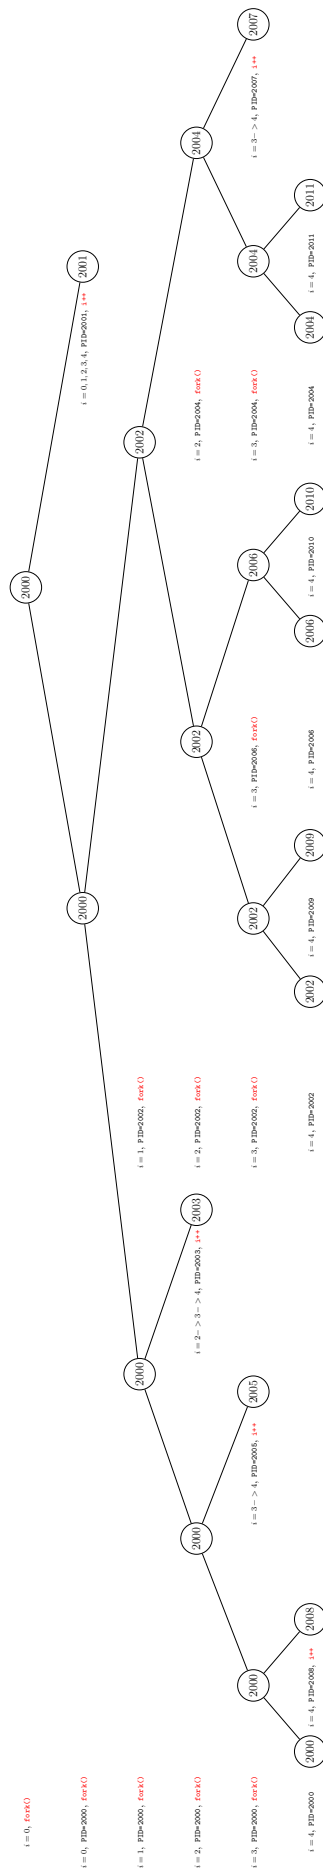 i = 0, fork()
2000
i = 0, PID=2000, fork()
2000
i = 0, 1, 2, 3, 4, PID=2001, i++
2001
i = 1, PID=2000, fork()
2000
i = 1, PID=2002, fork()
2002
i = 2, PID=2000, fork()
2000
i = 2− > 3− > 4, PID=2003, i++
2003
i = 2, PID=2002, fork()
2002
i = 2, PID=2004, fork()
2004
i = 3, PID=2000, fork()
2000
i = 3− > 4, PID=2005, i++
2005
i = 3, PID=2002, fork()
2002
i = 3, PID=2006, fork()
2006
i = 3, PID=2004, fork()
2004
i = 3− > 4, PID=2007, i++
2007
i = 4, PID=2000
2000
i = 4, PID=2008, i++
2008
i = 4, PID=2002
2002
i = 4, PID=2009
2009
i = 4, PID=2006
2006
i = 4, PID=2010
2010
i = 4, PID=2004
2004
i = 4, PID=2011
2011